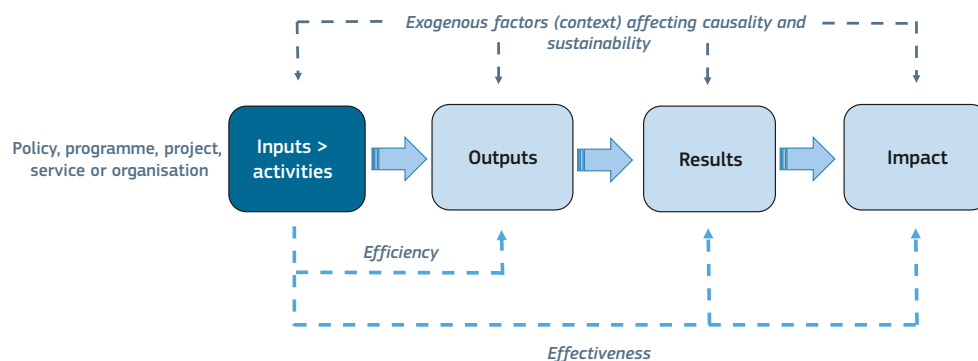 Exogenous factors (context) affecting causality and
sustainability
Policy, programme, project,
service or organisation
Inputs >
activities
Outputs
Results
Impact
Efficiency
Effectiveness